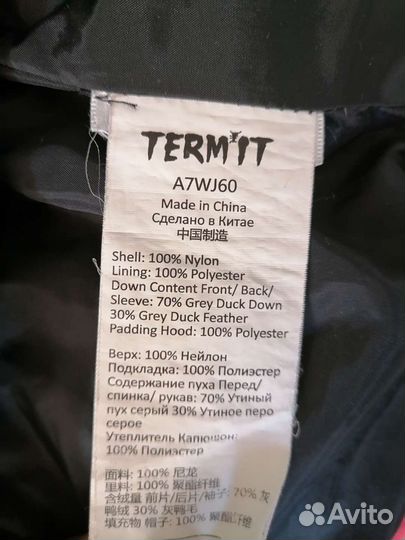 TERMIT
A7WJ60
Made in China
Сделано в Китае
中国制造
Shell: 100% Nylon
Lining: 100% Polyester
Down Content Front/ Back/
Sleeve: 70% Grey Duck Down
30% Grey Duck Feather
Padding Hood: 100% Polyester
Верх: 100% Нейлон
Подкладка: 100% Полиэстер
Содержание пуха Перед/
спинка/ рукав: 70% Утиный
пух серый 30% Утиное перо
серое
Утеплитель Капюшон:
100% Полиэстер
面料: 100% 尼龙
里料: 100% 聚酯纤维
含绒量 前片/后片/袖子: 70% 灰
鸭绒 30% 灰鸭毛
填充物 帽子: 100% 聚酯纤维
Avito